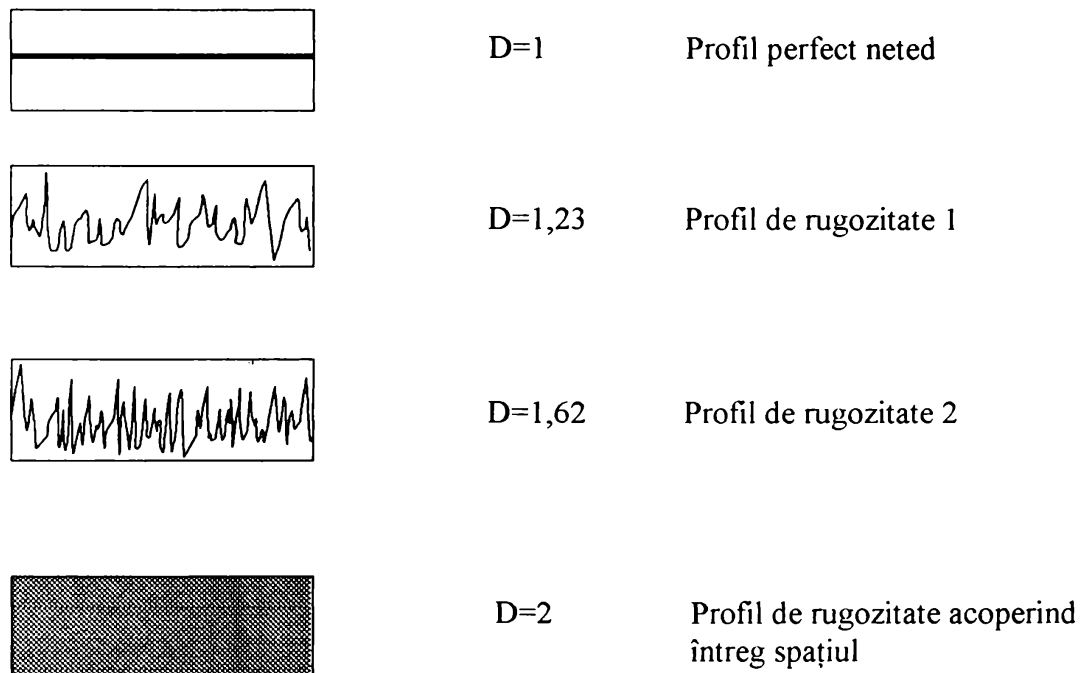 D=1 Profil perfect neted
D=1,23 Profil de rugozitate 1
D=1,62 Profil de rugozitate 2
D=2 Profil de rugozitate acoperind
întreg spațiul